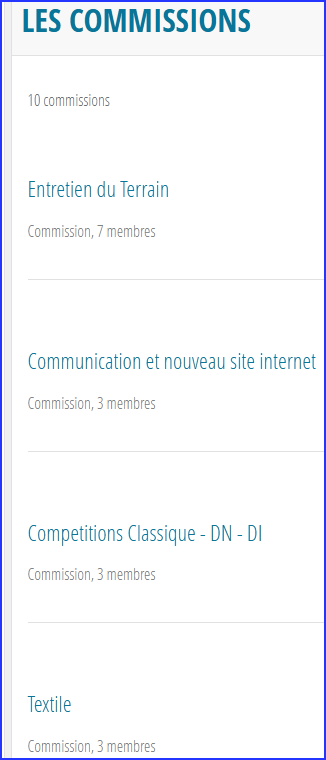 LES COMMISSIONS
10 commissions
Entretien du Terrain
Commission, 7 membres
Communication et nouveau site internet
Commission, 3 membres
Competitions Classique - DN - DI
Commission, 3 membres
Textile
Commission, 3 membres